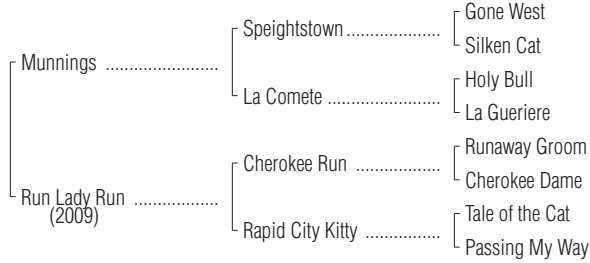 Gone West
Speightstown
Silken Cat
Munnings
Holy Bull
La Comete
La Gueriere
Runaway Groom
Cherokee Run
Cherokee Dame
Run Lady Run
(2009)
Tale of the Cat
Rapid City Kitty
Passing My Way